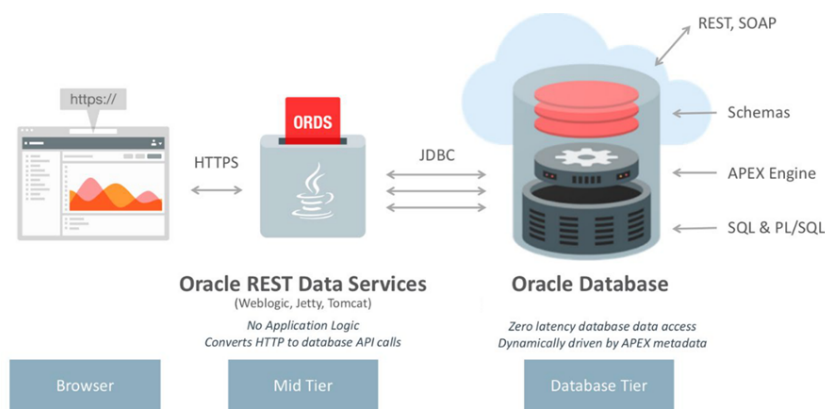 REST, SOAP
https://
ORDS
Schemas
HTTPS
JDBC
APEX Engine
SQL & PL/SQL
Oracle REST Data Services
(Weblogic, Jetty, Tomcat)
No Application Logic
Converts HTTP to database API calls
Oracle Database
Zero latency database data access
Dynamically driven by APEX metadata
Browser
Mid Tier
Database Tier